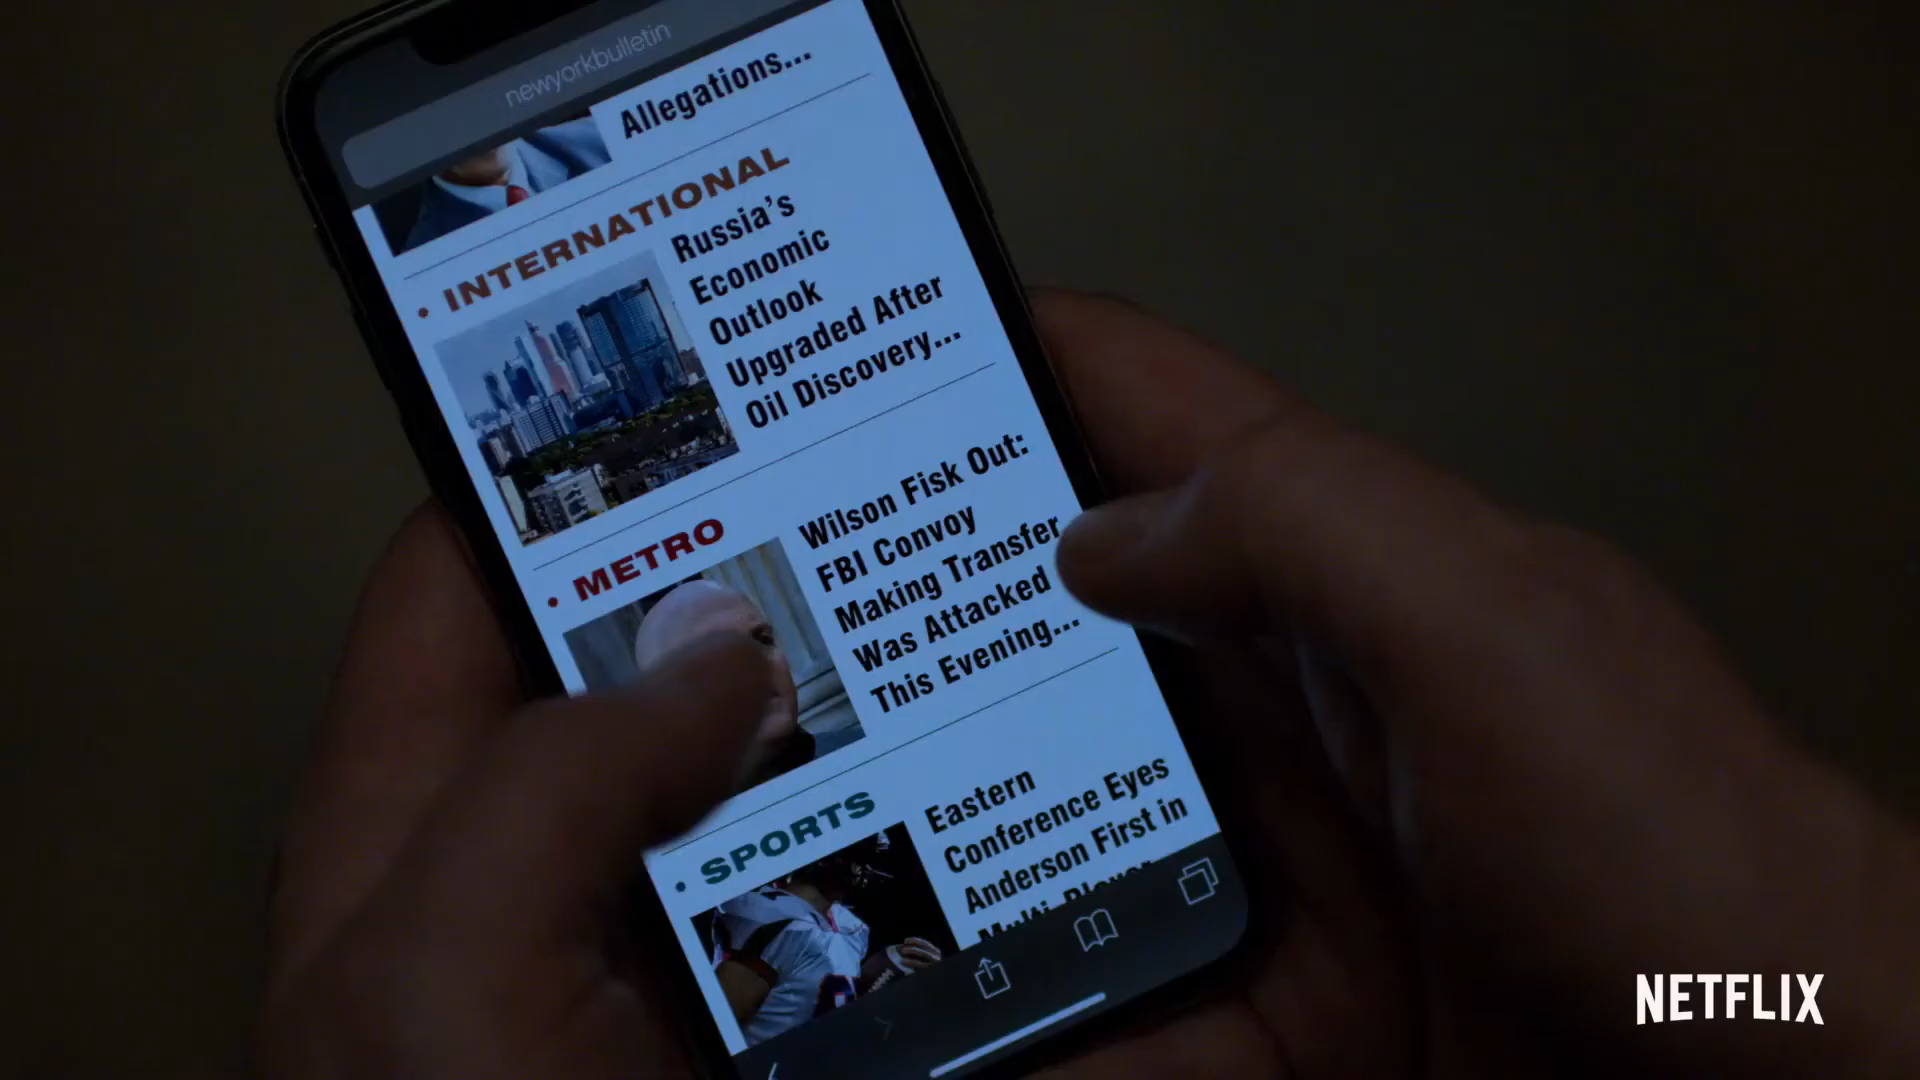 newyorkbulletin
Allegations...
• INTERNATIONAL
Russia's
Economic
Outlook
Upgraded After
Oil Discovery...
• METRO
Wilson Fisk Out:
FBI Convoy
Making Transfer
Was Attacked
This Evening...
• SPORTS
Eastern
Conference Eyes
Anderson First in
NETFLIX